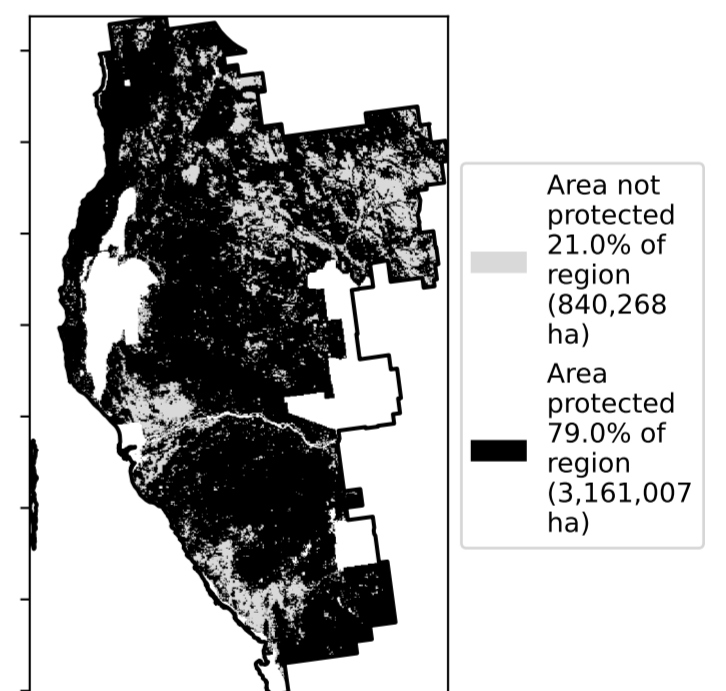 Area not
protected
21.0% of
region
(840,268
ha)
Area
protected
79.0% of
region
(3,161,007
ha)